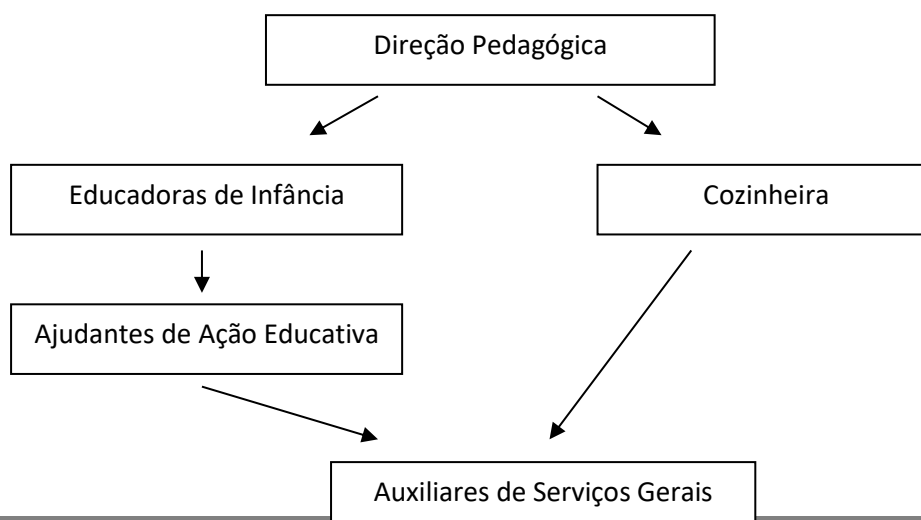 Direção Pedagógica
Educadoras de Infância
Cozinheira
Ajudantes de Ação Educativa
Auxiliares de Serviços Gerais